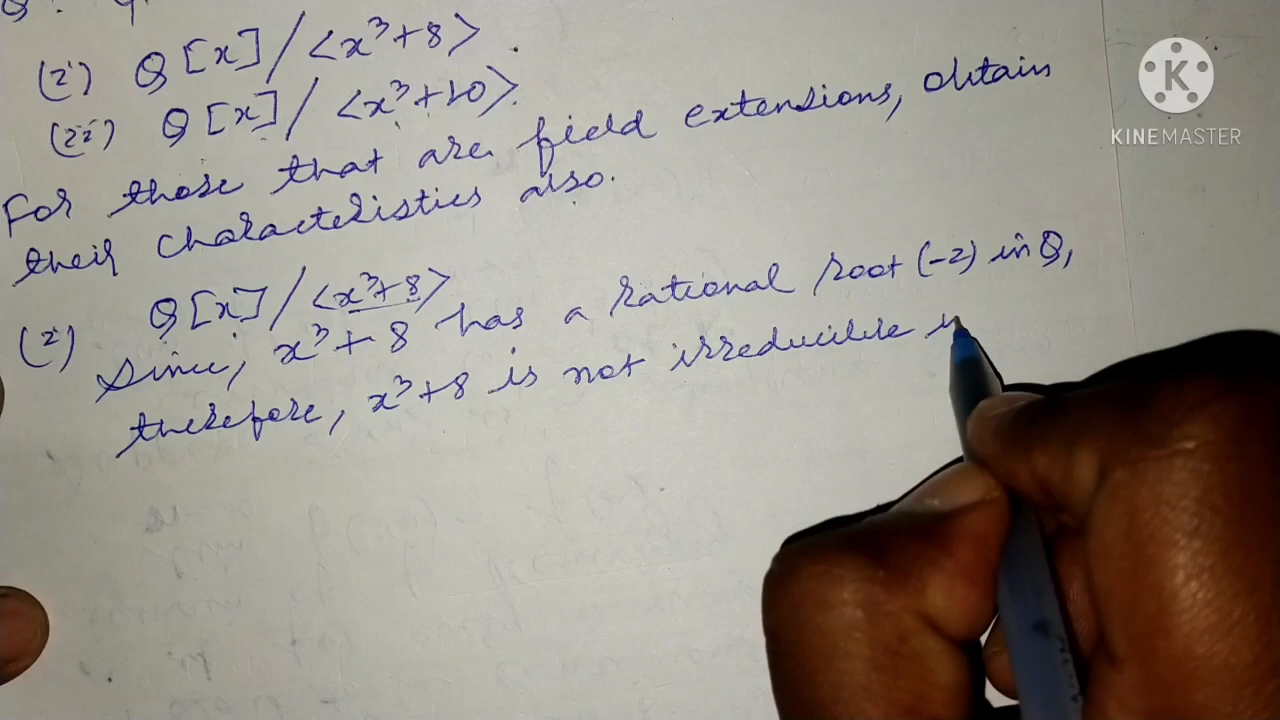 (i) Q[x]/<x³+8>.
(ii) Q[x]/<x³+10>.
For those that are field extensions, obtain
their characteristics also.
(i) Q[x]/<x³+8>
Since, x³+8 has a rational root (-2) in Q,
therefore, x³+8 is not irreducible
K
KINEMASTER